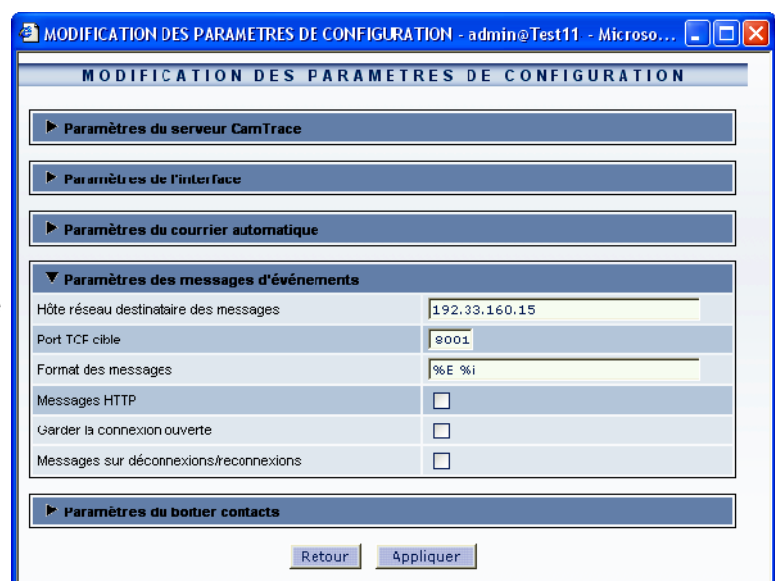 MODIFICATION DES PARAMETRES DE CONFIGURATION - admin@Test11 - Microso...
MODIFICATION DES PARAMETRES DE CONFIGURATION
Paramètres du serveur CamTrace
Paramètres de l'interface
Paramètres du courrier automatique
Paramètres des messages d'événements
Hôte réseau destinataire des messages 192.33.160.15
Port TCP cible 8001
Format des messages %E %i
Messages HTTP
Garder la connexion ouverte
Messages sur déconnexions/reconnexions
Paramètres du boîtier contacts
Retour Appliquer